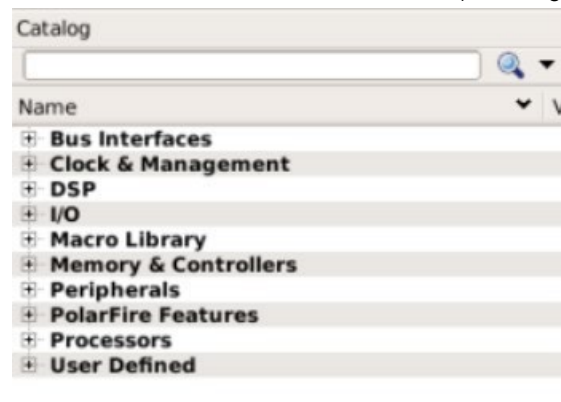 Catalog
Name
Bus Interfaces
Clock & Management
DSP
I/O
Macro Library
Memory & Controllers
Peripherals
PolarFire Features
Processors
User Defined